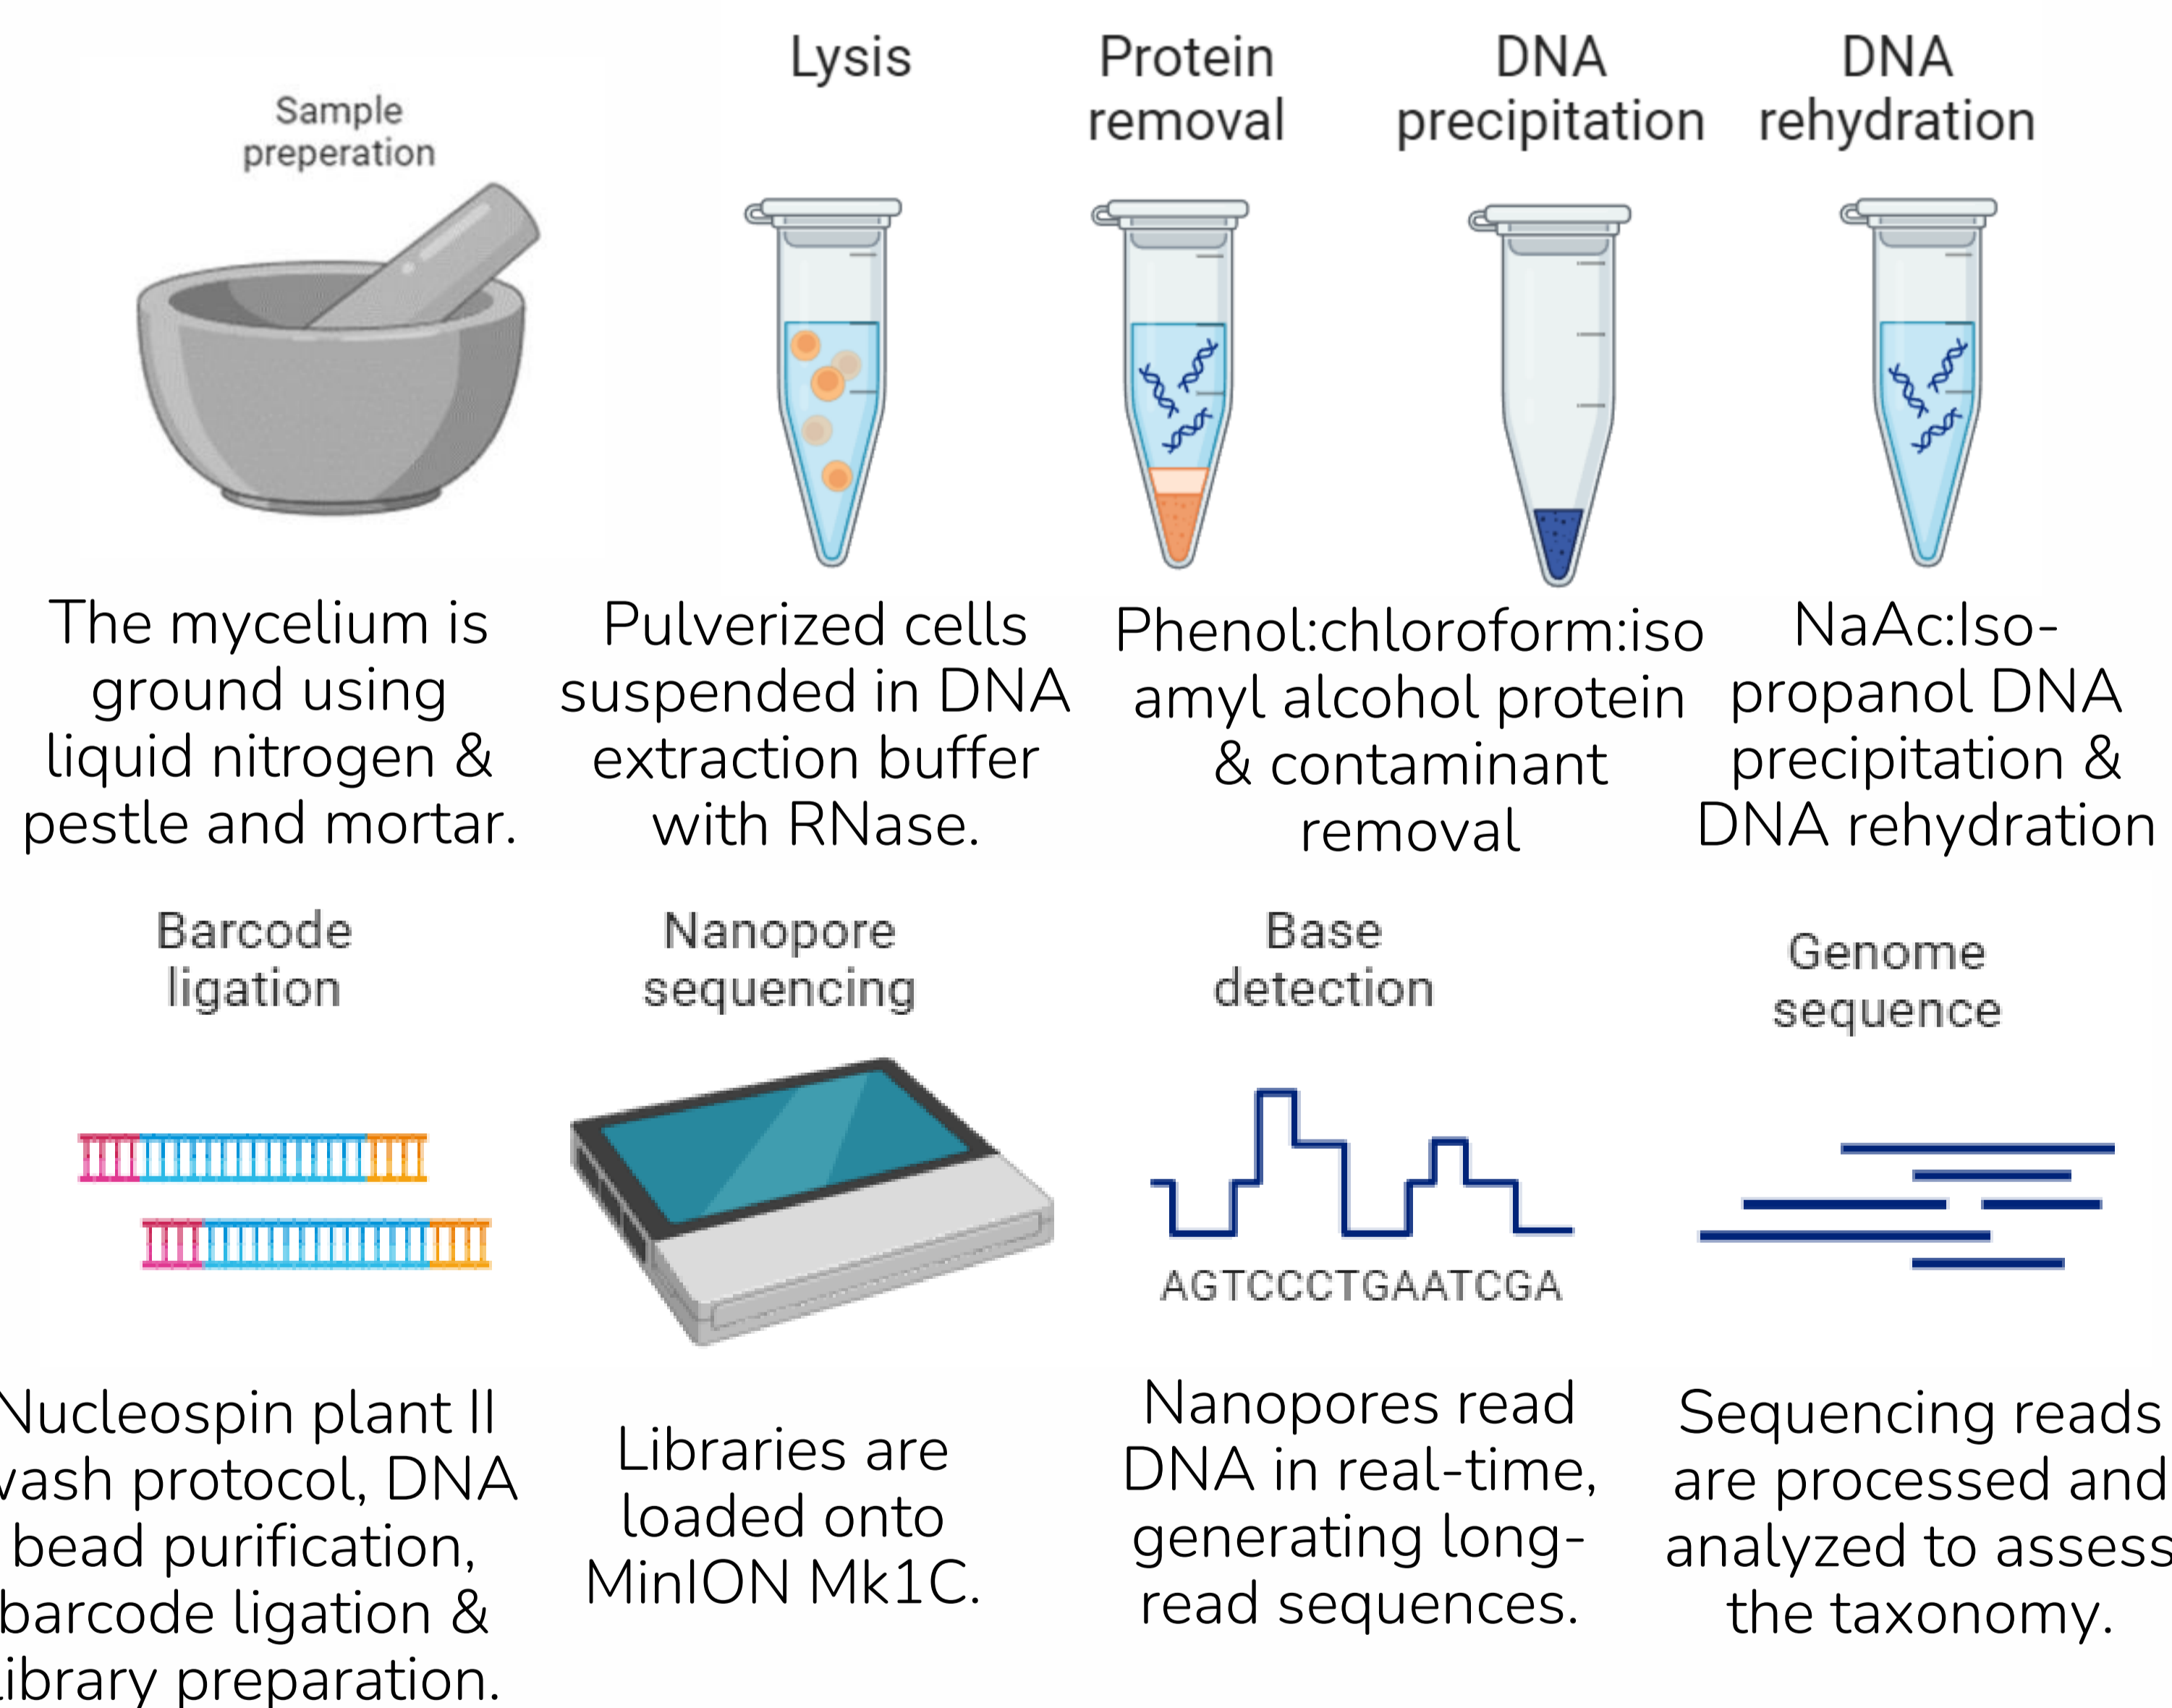 Sample
preperation
Lysis
Protein
removal
DNA
precipitation
DNA
rehydration
The mycelium is
ground using
liquid nitrogen &
pestle and mortar.
Pulverized cells
suspended in DNA
extraction buffer
with RNase.
Phenol:chloroform:iso
amyl alcohol protein
& contaminant
removal
NaAc:Iso-
propanol DNA
precipitation &
DNA rehydration
Barcode
ligation
Nanopore
sequencing
Base
detection
Genome
sequence
AGTCCCTGAATCGA
Nucleospin plant II
wash protocol, DNA
bead purification,
barcode ligation &
library preparation.
Libraries are
loaded onto
MinION Mk1C.
Nanopores read
DNA in real-time,
generating long-
read sequences.
Sequencing reads
are processed and
analyzed to assess
the taxonomy.